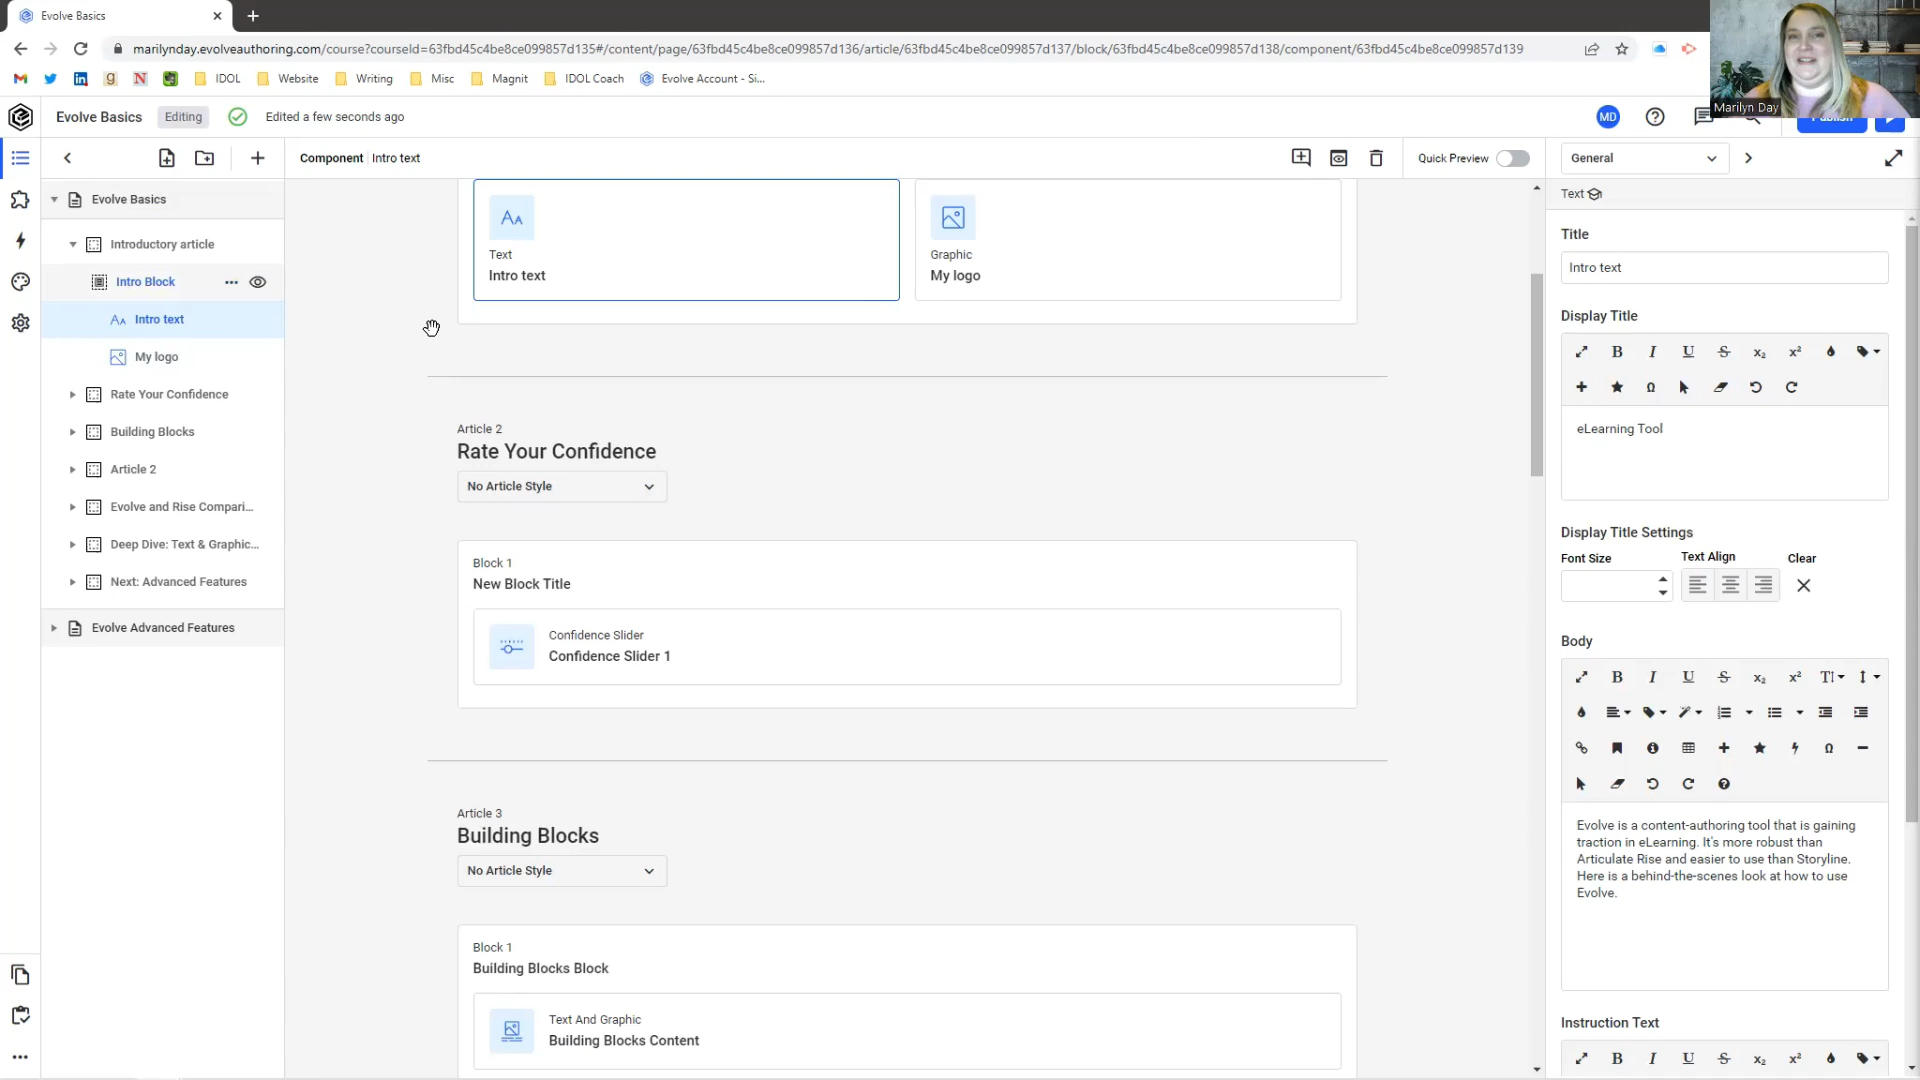 Evolve Basics
marilynday.evolveauthoring.com/course?courseId=63fbd45c4be8ce099857d135#/content/page/63fbd45c4be8ce099857d136/article/63fbd45c4be8ce099857d137/block/63fbd45c4be8ce099857d138/component/63fbd45c4be8ce099857d139
IDOL
Website
Writing
Misc
Magnit
IDOL Coach
Evolve Account - Si...
Marilyn Day
Evolve Basics
Editing
Edited a few seconds ago
MD
Publish
Component
Intro text
Quick Preview
General
Evolve Basics
Introductory article
Intro Block
Intro text
My logo
Rate Your Confidence
Building Blocks
Article 2
Evolve and Rise Compari...
Deep Dive: Text & Graphic...
Next: Advanced Features
Evolve Advanced Features
Text
Intro text
Graphic
My logo
Article 2
Rate Your Confidence
No Article Style
Block 1
New Block Title
Confidence Slider
Confidence Slider 1
Article 3
Building Blocks
No Article Style
Block 1
Building Blocks Block
Text And Graphic
Building Blocks Content
Text
Title
Intro text
Display Title
eLearning Tool
Display Title Settings
Font Size
Text Align
Clear
Body
Evolve is a content-authoring tool that is gaining
traction in eLearning. It's more robust than
Articulate Rise and easier to use than Storyline.
Here is a behind-the-scenes look at how to use
Evolve.
Instruction Text